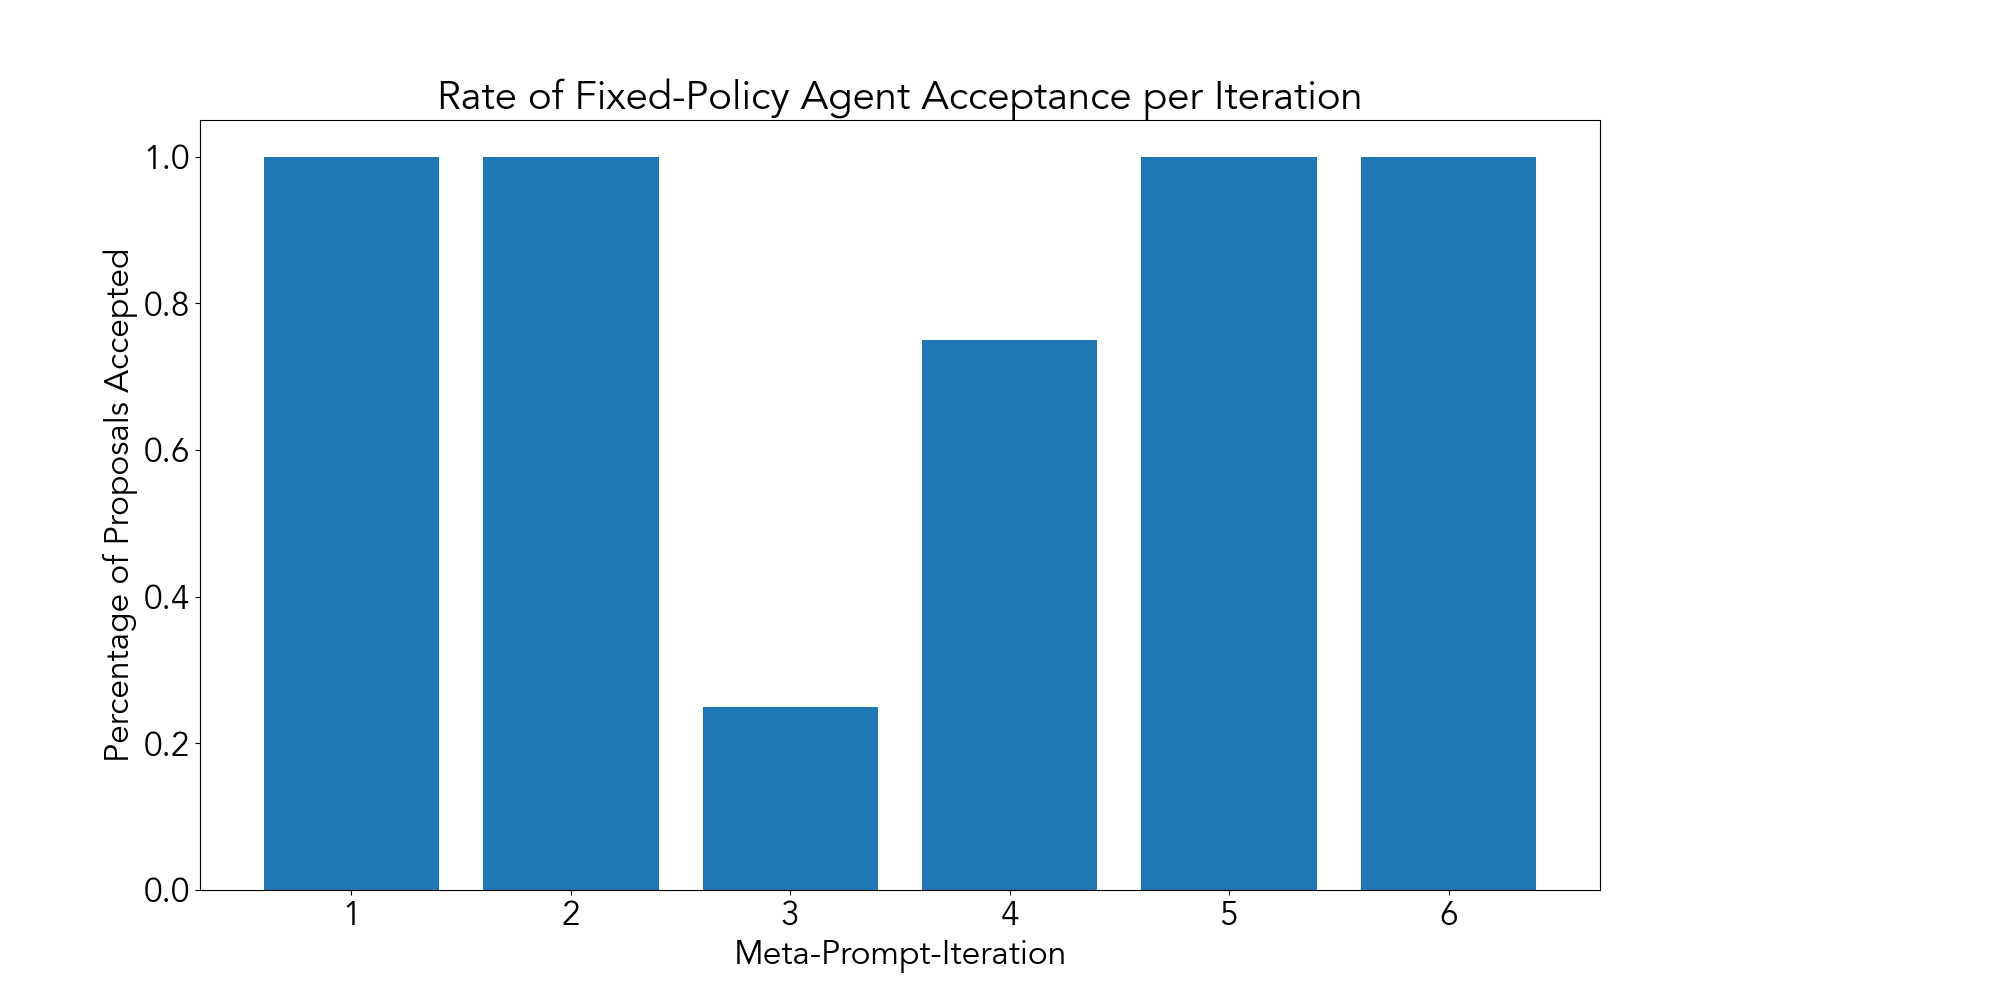 Rate of Fixed-Policy Agent Acceptance per Iteration
Percentage of Proposals Accepted
1.0
0.8
0.6
0.4
0.2
0.0
1 2 3 4 5 6
Meta-Prompt-Iteration